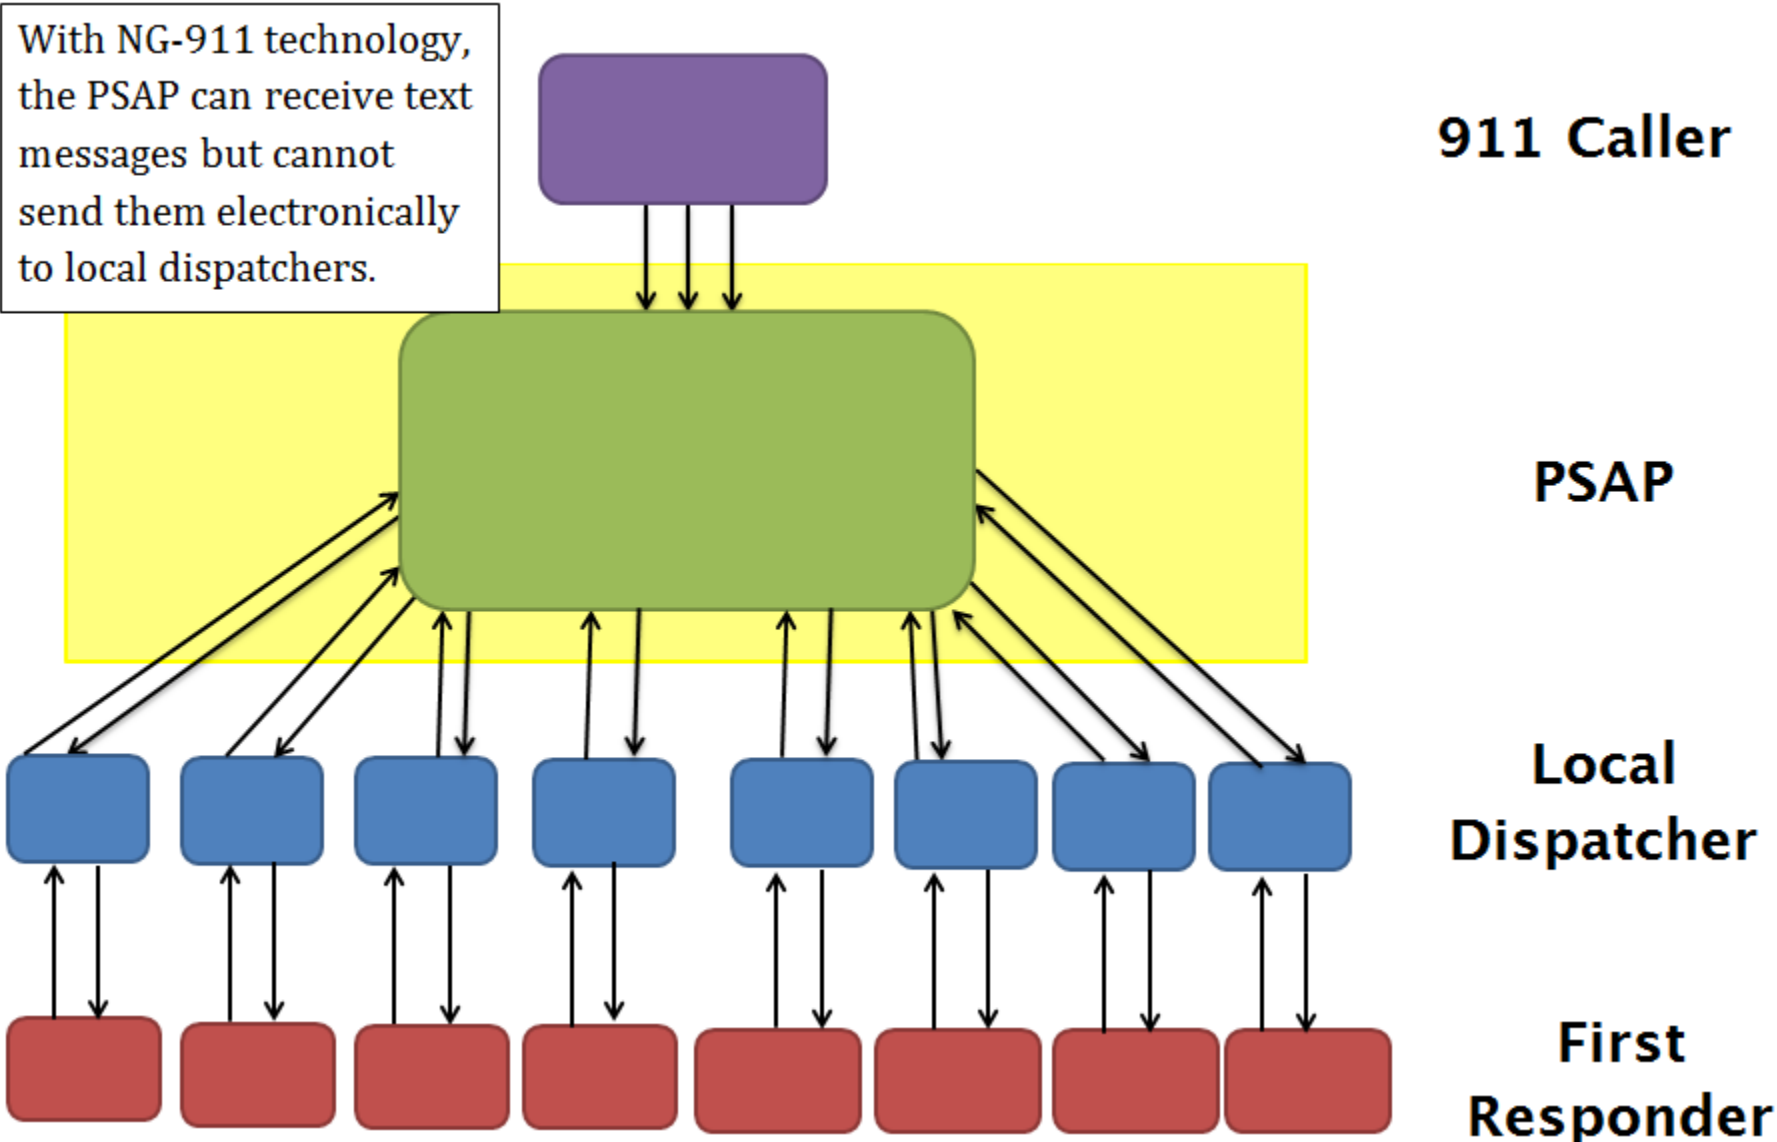 With NG-911 technology,
the PSAP can receive text
messages but cannot
send them electronically
to local dispatchers.
911 Caller
PSAP
Local
Dispatcher
First
Responder